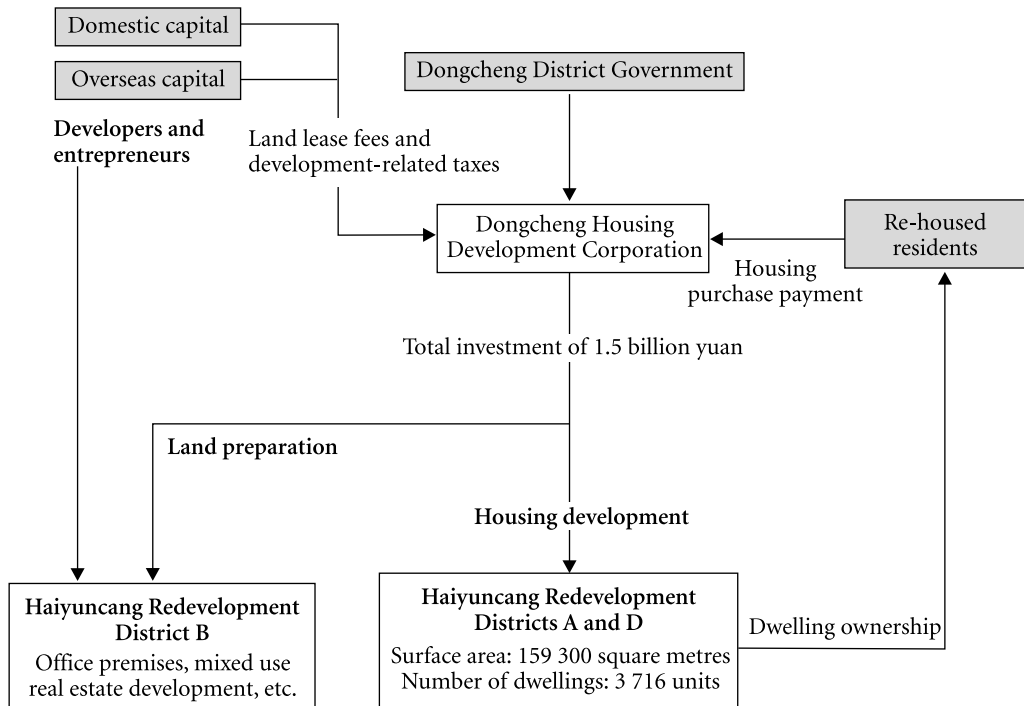 Domestic capital
Overseas capital
Dongcheng District Government
Developers and
entrepreneurs
Land lease fees and
development-related taxes
Dongcheng Housing
Development Corporation
Re-housed
residents
Housing
purchase payment
Total investment of 1.5 billion yuan
Land preparation
Housing development
Haiyuncang Redevelopment
District B
Office premises, mixed use
real estate development, etc.
Haiyuncang Redevelopment
Districts A and D
Surface area: 159 300 square metres
Number of dwellings: 3 716 units
Dwelling ownership